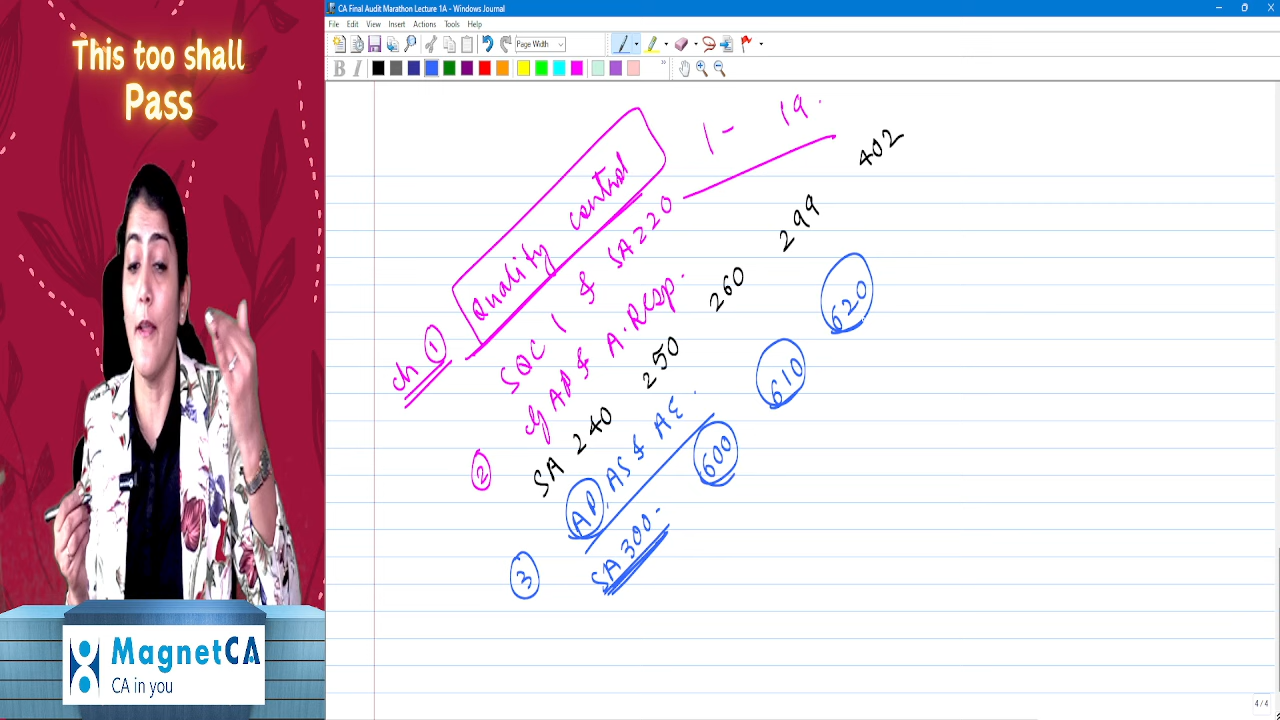 This too shall
Pass
CA Final Audit Marathon Lecture 1A - Windows Journal
File Edit View Insert Actions Tools Help
Page Width
B I
Ch 1 Quality control
SQC 1 & SA220 1 - 19.
2 AP & A. Resp.
SA 240 250 260 299 402
3 AP. AS & AE.
SA 300- 600 610 620
MagnetCA
CA in you
4 / 4